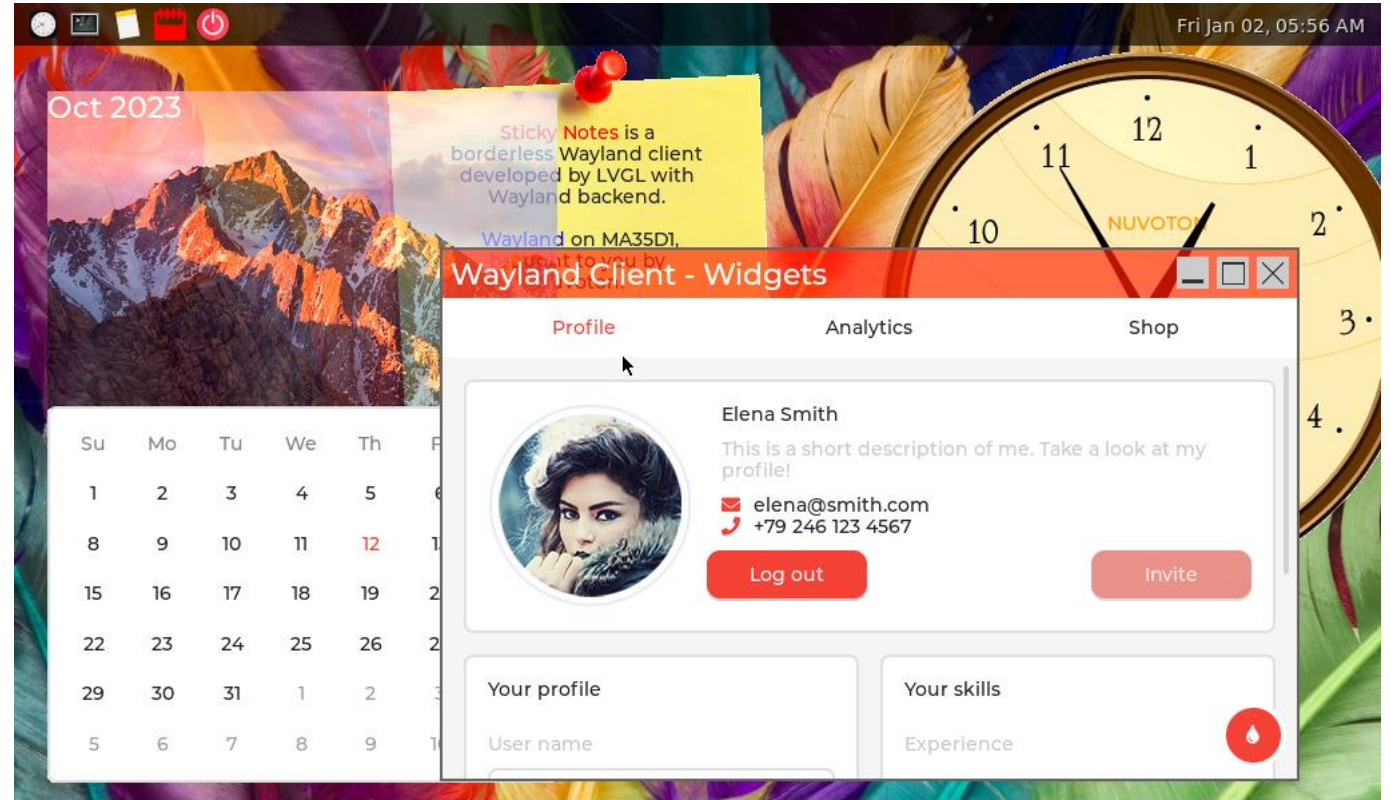 Fri Jan 02, 05:56 AM
Oct 2023
Sticky Notes is a
borderless Wayland client
developed by LVGL with
Wayland backend.
Wayland on MA35D1,
brought to you by
12
11
1
10
2
3
4
NUVOTON
Wayland Client - Widgets
Profile Analytics Shop
Elena Smith
This is a short description of me. Take a look at my
profile!
elena@smith.com
+79 246 123 4567
Log out Invite
Your profile Your skills
User name Experience
Su Mo Tu We Th
1 2 3 4 5
8 9 10 11 12
15 16 17 18 19
22 23 24 25 26
29 30 31 1 2
5 6 7 8 9